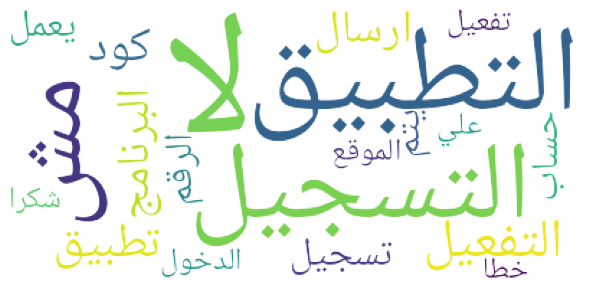 تفعيل
ارسال
يعمل
كود
لا
التطبيق
مش
البرنامج
الرقم
يتم
علي
الموقع
حساب
التسجيل
شكرا
تطبيق
التفعيل
تسجيل
الدخول
خطا